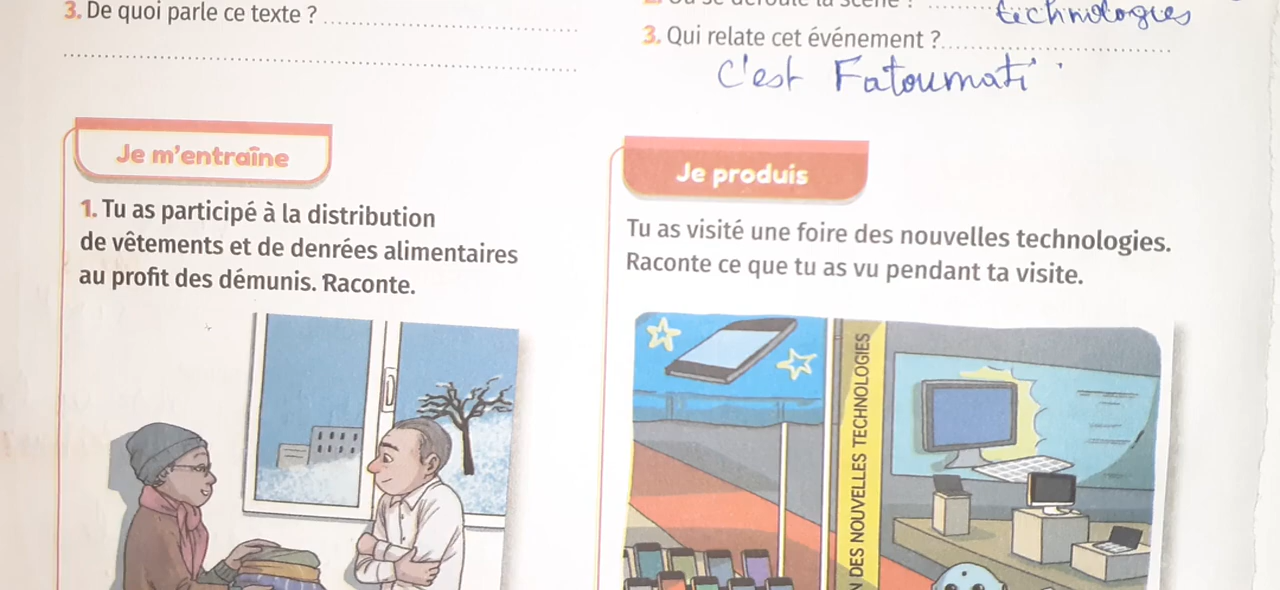 3. De quoi parle ce texte ?
technologies
3. Qui relate cet événement ?
C'est Fatoumati
Je m'entraîne
1. Tu as participé à la distribution
de vêtements et de denrées alimentaires
au profit des démunis. Raconte.
Je produis
Tu as visité une foire des nouvelles technologies.
Raconte ce que tu as vu pendant ta visite.
DES NOUVELLES TECHNOLOGIES